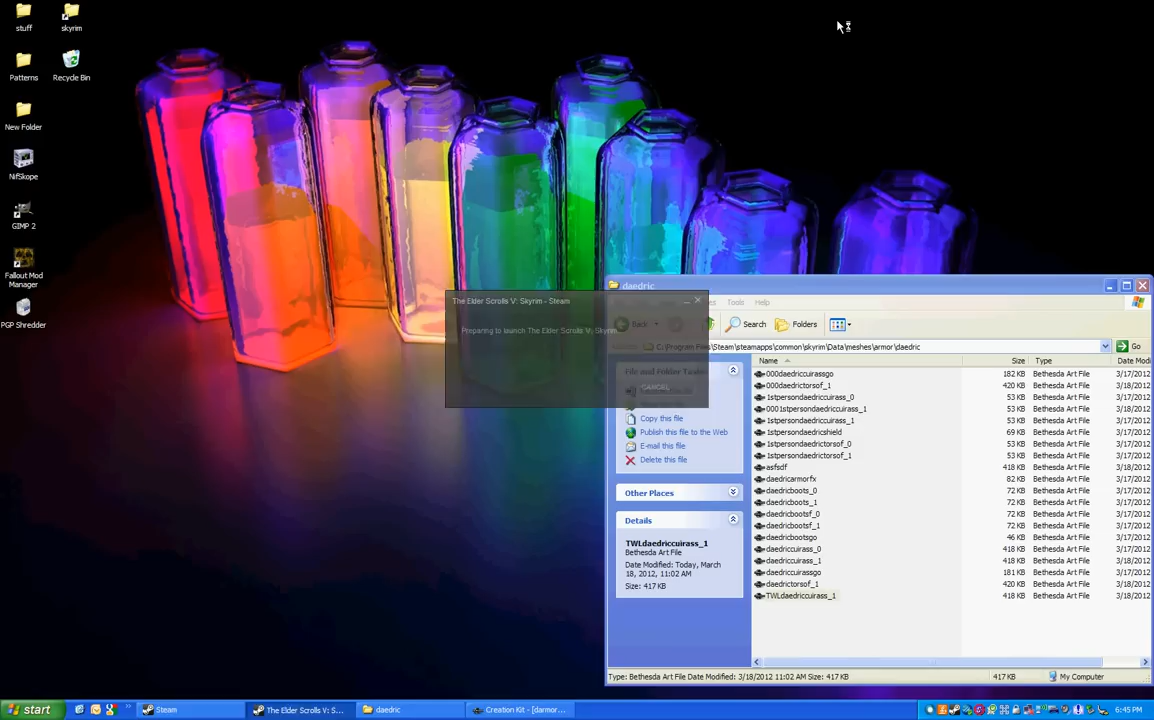 stuff
skyrim
Patterns
Recycle Bin
New Folder
NifSkope
GIMP 2
Fallout Mod
Manager
PGP Shredder
daedric
Tools
Help
Back
Search
Folders
C:\Program Files\Steam\steamapps\common\skyrim\Data\meshes\armor\daedric
Go
The Elder Scrolls V: Skyrim - Steam
Preparing to launch The Elder Scrolls V: Skyrim
CANCEL
File and Folder Tasks
Copy this file
Publish this file to the Web
E-mail this file
Delete this file
Other Places
Details
TWLdaedriccuirass_1
Bethesda Art File
Date Modified: Today, March
18, 2012, 11:02 AM
Size: 417 KB
Name Size Type Date Modi
000daedriccuirassgo 182 KB Bethesda Art File 3/17/2012
000daedrictorsof_1 420 KB Bethesda Art File 3/18/2012
1stpersondaedriccuirass_0 53 KB Bethesda Art File 3/17/2012
0001stpersondaedriccuirass_1 53 KB Bethesda Art File 3/18/2012
1stpersondaedriccuirass_1 53 KB Bethesda Art File 3/17/2012
1stpersondaedricshield 69 KB Bethesda Art File 3/17/2012
1stpersondaedrictorsof_0 53 KB Bethesda Art File 3/17/2012
1stpersondaedrictorsof_1 53 KB Bethesda Art File 3/17/2012
asfsdf 418 KB Bethesda Art File 3/18/2012
daedricarmorfx 82 KB Bethesda Art File 3/17/2012
daedricboots_0 72 KB Bethesda Art File 3/17/2012
daedricboots_1 72 KB Bethesda Art File 3/17/2012
daedricbootsf_0 72 KB Bethesda Art File 3/17/2012
daedricbootsf_1 72 KB Bethesda Art File 3/17/2012
daedricbootsgo 46 KB Bethesda Art File 3/17/2012
daedriccuirass_0 418 KB Bethesda Art File 3/17/2012
daedriccuirass_1 418 KB Bethesda Art File 3/18/2012
daedriccuirassgo 181 KB Bethesda Art File 3/17/2012
daedrictorsof_1 420 KB Bethesda Art File 3/18/2012
TWLdaedriccuirass_1 418 KB Bethesda Art File 3/18/2012
Type: Bethesda Art File Date Modified: 3/18/2012 11:02 AM Size: 417 KB
417 KB
My Computer
start
Steam
The Elder Scrolls V: S...
daedric
Creation Kit - [darmor...
6:45 PM